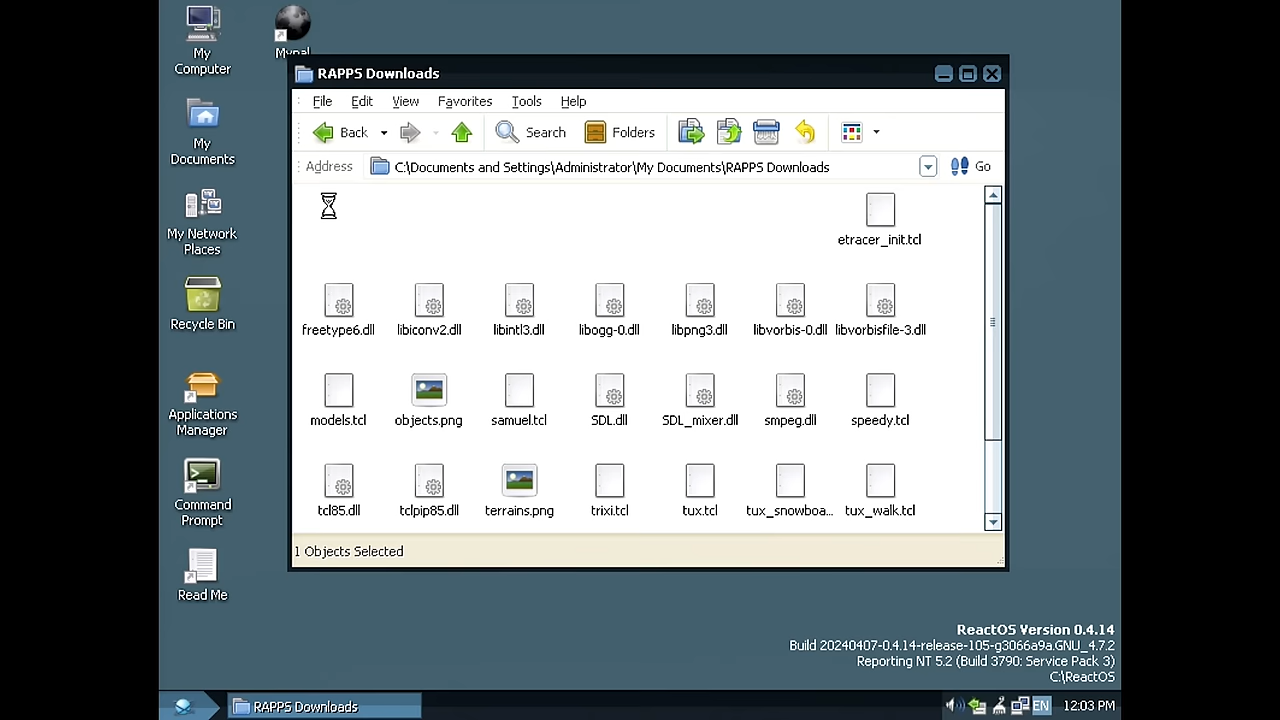 My
Computer
Mypal
My
Documents
My Network
Places
Recycle Bin
Applications
Manager
Command
Prompt
Read Me
RAPPS Downloads
File Edit View Favorites Tools Help
Back Search Folders
Address C:\Documents and Settings\Administrator\My Documents\RAPPS Downloads Go
etracer_init.tcl
freetype6.dll libiconv2.dll libintl3.dll libogg-0.dll libpng3.dll libvorbis-0.dll libvorbisfile-3.dll
models.tcl objects.png samuel.tcl SDL.dll SDL_mixer.dll smpeg.dll speedy.tcl
tcl85.dll tclpip85.dll terrains.png trixi.tcl tux.tcl tux_snowboa... tux_walk.tcl
1 Objects Selected
ReactOS Version 0.4.14
Build 20240407-0.4.14-release-105-g3066a9a.GNU_4.7.2
Reporting NT 5.2 (Build 3790: Service Pack 3)
C:\ReactOS
RAPPS Downloads EN 12:03 PM